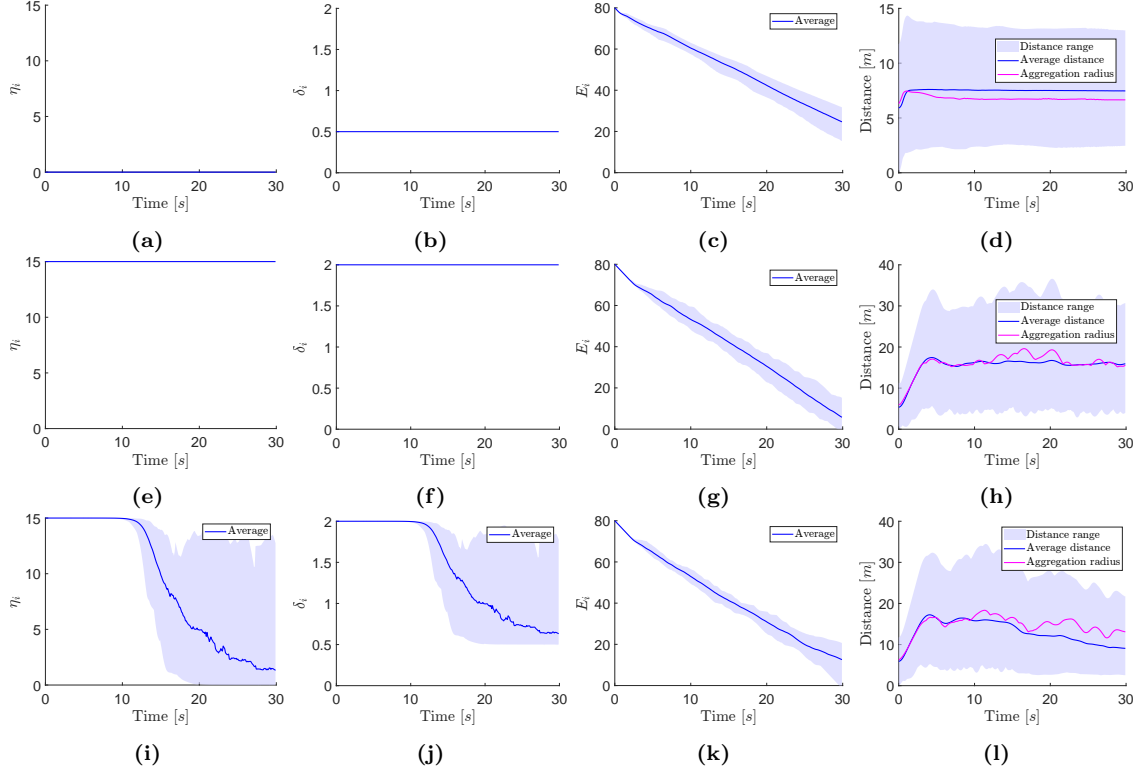 15
10
5
0
η_i
0 10 20 30
Time [s]
(a)
2
1.5
1
0.5
0
δ_i
0 10 20 30
Time [s]
(b)
80
60
40
20
0
E_i
Average
0 10 20 30
Time [s]
(c)
15
10
5
0
Distance [m]
Distance range
Average distance
Aggregation radius
0 10 20 30
Time [s]
(d)
15
10
5
0
η_i
0 10 20 30
Time [s]
(e)
2
1.5
1
0.5
0
δ_i
0 10 20 30
Time [s]
(f)
80
60
40
20
0
E_i
Average
0 10 20 30
Time [s]
(g)
40
30
20
10
0
Distance [m]
Distance range
Average distance
Aggregation radius
0 10 20 30
Time [s]
(h)
15
10
5
0
η_i
Average
0 10 20 30
Time [s]
(i)
2
1.5
1
0.5
0
δ_i
Average
0 10 20 30
Time [s]
(j)
80
60
40
20
0
E_i
Average
0 10 20 30
Time [s]
(k)
40
30
20
10
0
Distance [m]
Distance range
Average distance
Aggregation radius
0 10 20 30
Time [s]
(l)